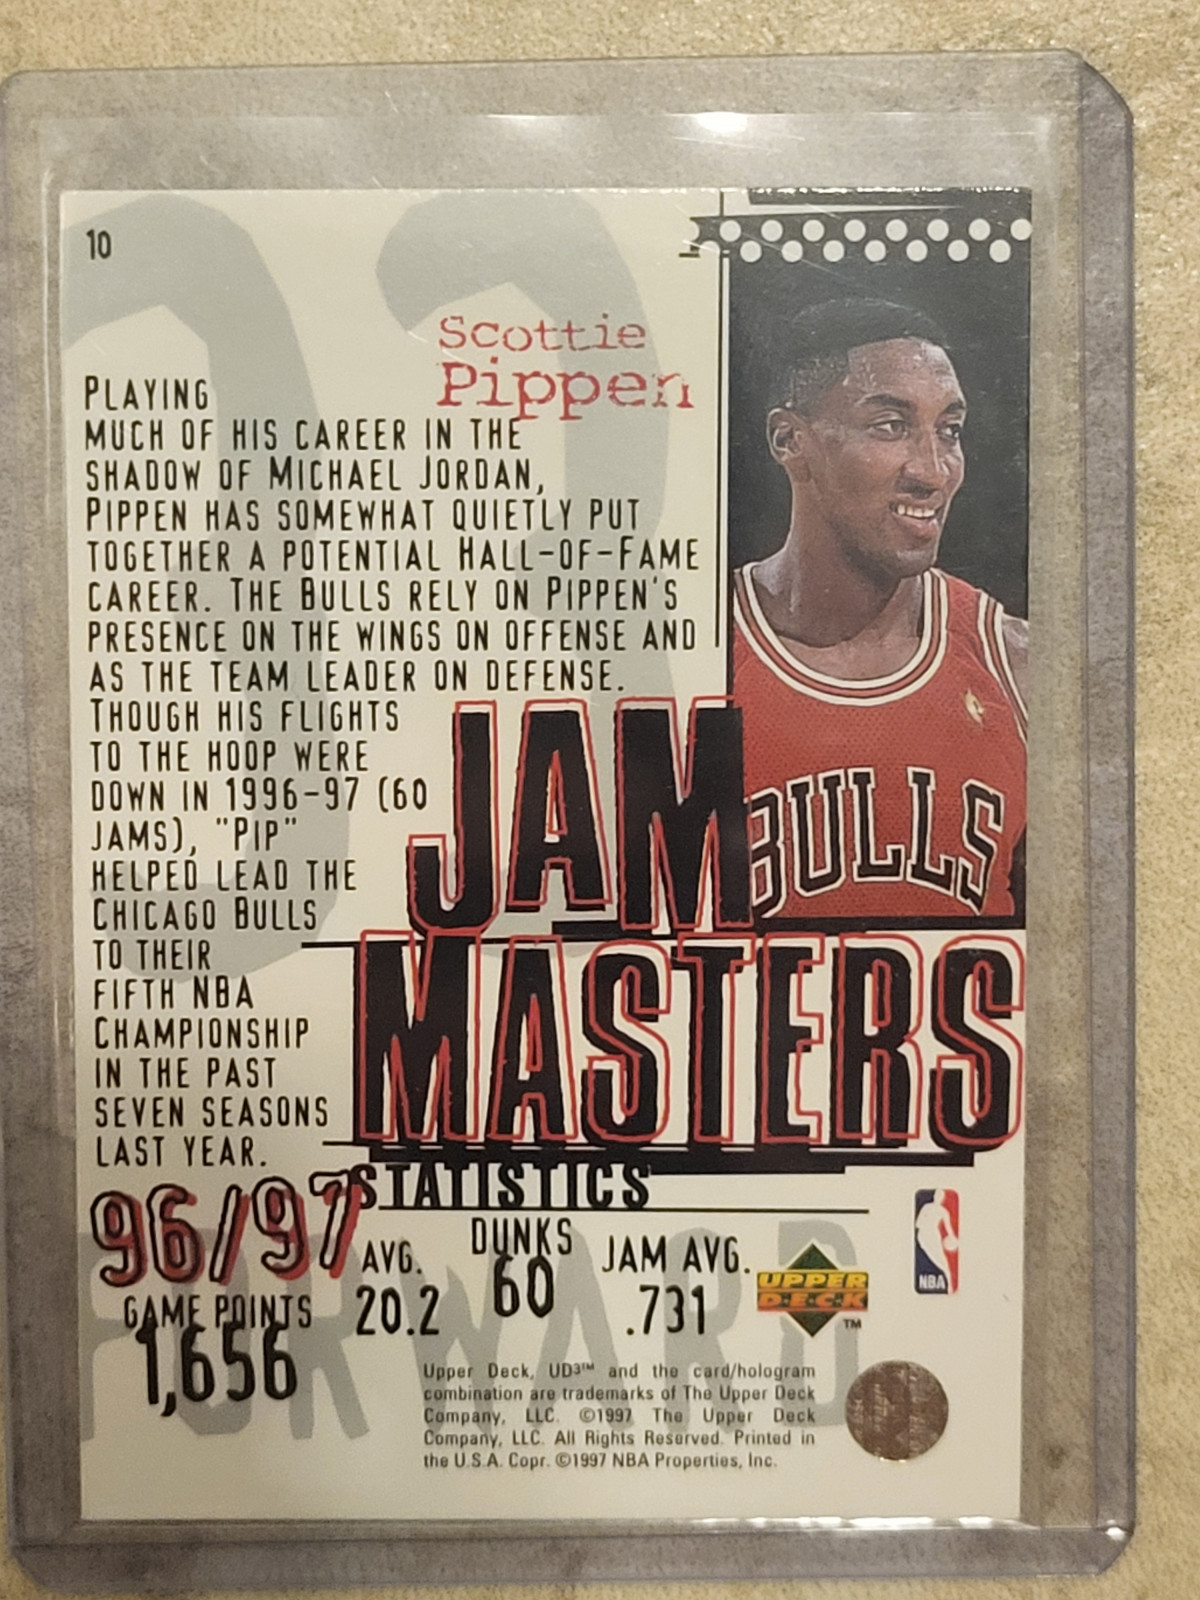 10
Scottie
Pippen
PLAYING
MUCH OF HIS CAREER IN THE
SHADOW OF MICHAEL JORDAN,
PIPPEN HAS SOMEWHAT QUIETLY PUT
TOGETHER A POTENTIAL HALL-OF-FAME
CAREER. THE BULLS RELY ON PIPPEN'S
PRESENCE ON THE WINGS ON OFFENSE AND
AS THE TEAM LEADER ON DEFENSE.
THOUGH HIS FLIGHTS
TO THE HOOP WERE
DOWN IN 1996-97 (60
JAMS), "PIP"
HELPED LEAD THE
CHICAGO BULLS
TO THEIR
FIFTH NBA
CHAMPIONSHIP
IN THE PAST
SEVEN SEASONS
LAST YEAR.
BULLS
JAM
MASTERS
STATISTICS
96/97
GAME POINTS
1,656
AVG.
20.2
DUNKS
60
JAM AVG.
.731
UPPER
D.E.C.K
TM
NBA
FORWARD
Upper Deck, UD3™ and the card/hologram
combination are trademarks of The Upper Deck
Company, LLC. ©1997 The Upper Deck
Company, LLC. All Rights Reserved. Printed in
the U.S.A. Copr. ©1997 NBA Properties, Inc.